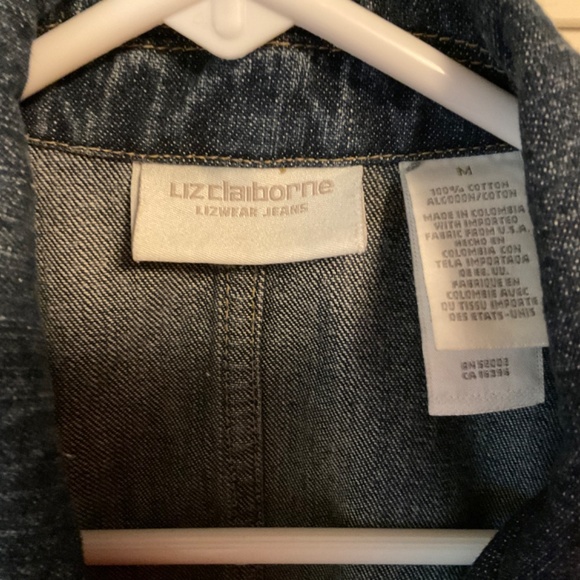 Liz claiborne
LIZWEAR JEANS
M
100% COTTON
ALGODON/COTON
MADE IN COLOMBIA
WITH IMPORTED
FABRIC FROM U.S.A.
HECHO EN
COLOMBIA CON
TELA IMPORTADA
DE EE. UU.
FABRIQUE EN
COLOMBIE AVEC
DU TISSU IMPORTE
DES ETATS-UNIS
CA